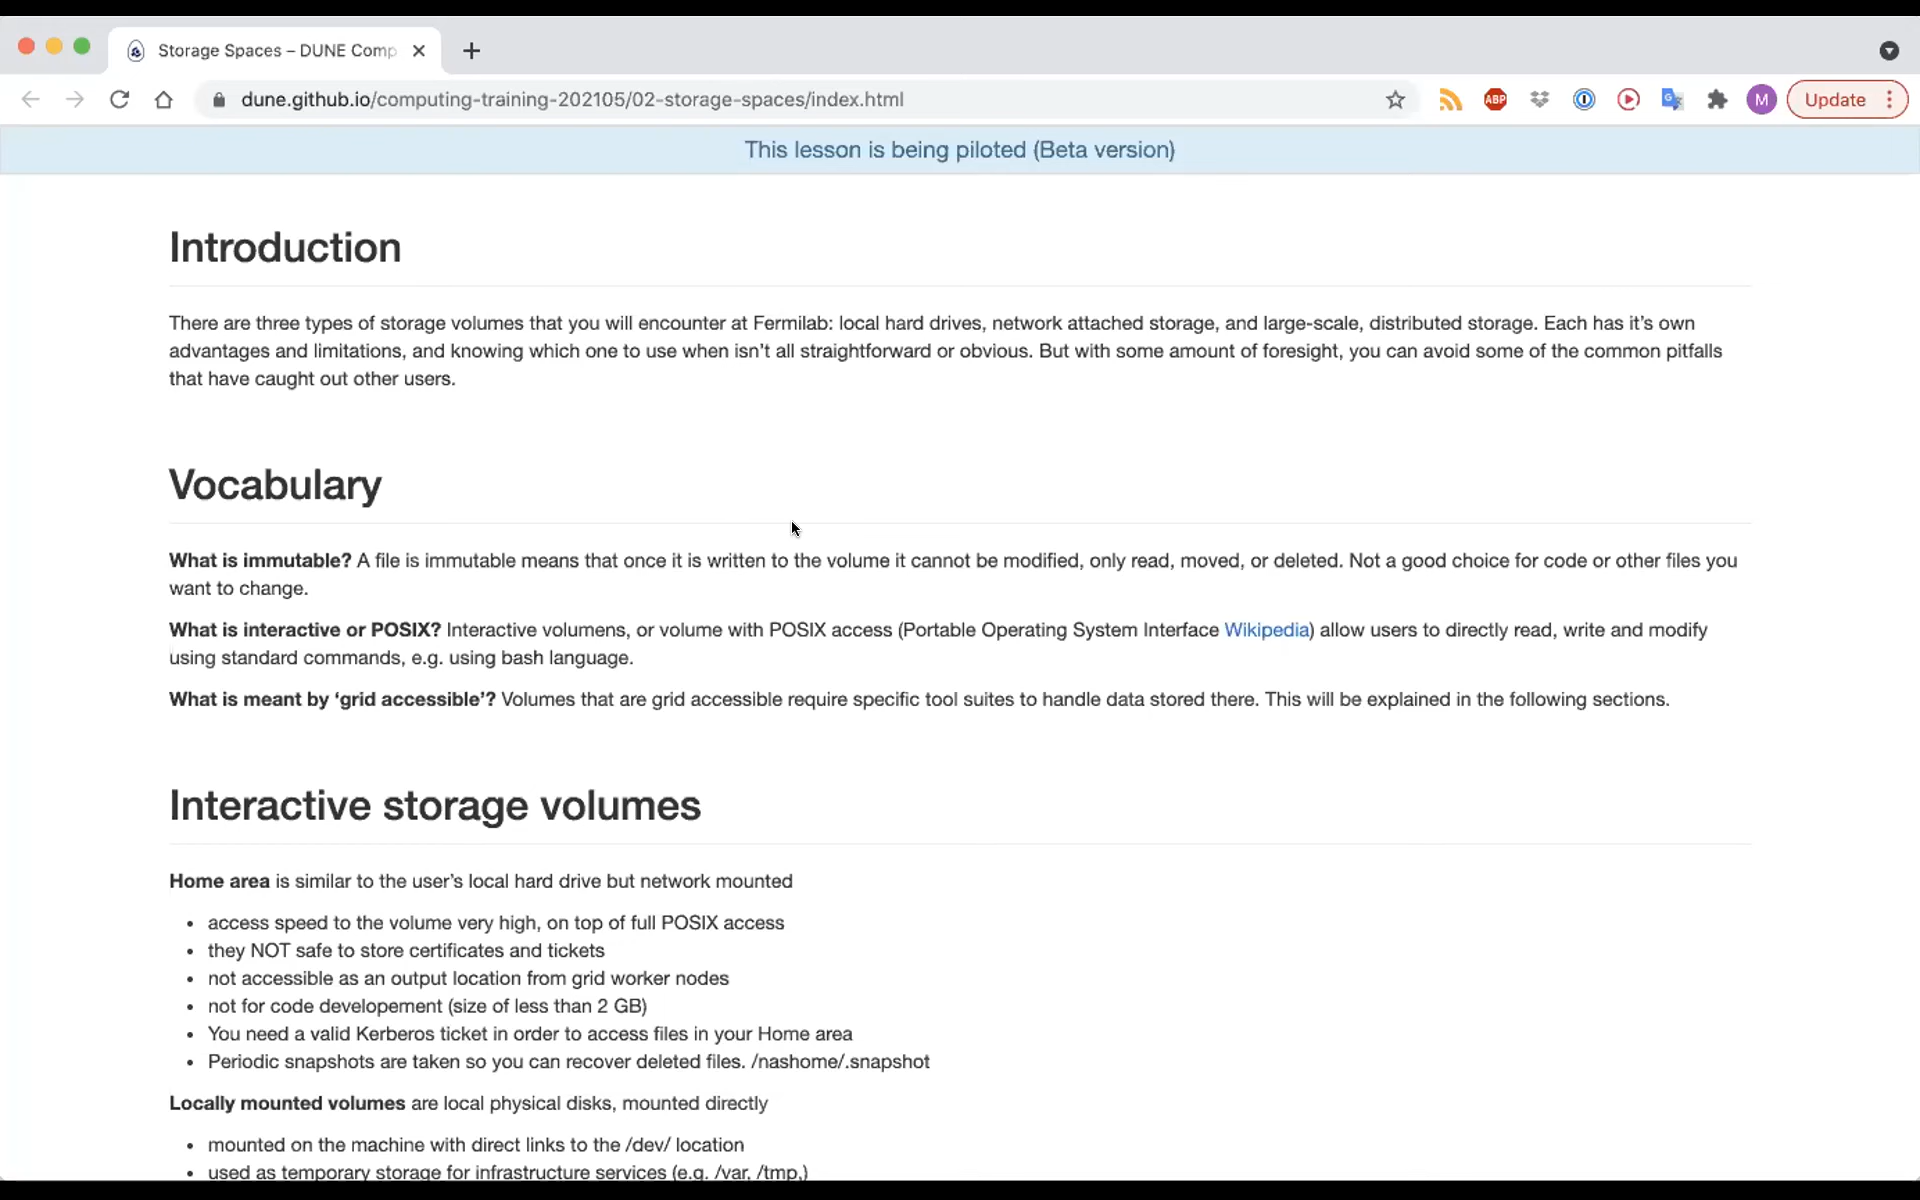 Storage Spaces – DUNE Comp
dune.github.io/computing-training-202105/02-storage-spaces/index.html
ABP
M
Update
This lesson is being piloted (Beta version)
Introduction
There are three types of storage volumes that you will encounter at Fermilab: local hard drives, network attached storage, and large-scale, distributed storage. Each has it’s own
advantages and limitations, and knowing which one to use when isn’t all straightforward or obvious. But with some amount of foresight, you can avoid some of the common pitfalls
that have caught out other users.
Vocabulary
What is immutable? A file is immutable means that once it is written to the volume it cannot be modified, only read, moved, or deleted. Not a good choice for code or other files you
want to change.
What is interactive or POSIX? Interactive volumens, or volume with POSIX access (Portable Operating System Interface Wikipedia) allow users to directly read, write and modify
using standard commands, e.g. using bash language.
What is meant by ‘grid accessible’? Volumes that are grid accessible require specific tool suites to handle data stored there. This will be explained in the following sections.
Interactive storage volumes
Home area is similar to the user’s local hard drive but network mounted
• access speed to the volume very high, on top of full POSIX access
• they NOT safe to store certificates and tickets
• not accessible as an output location from grid worker nodes
• not for code developement (size of less than 2 GB)
• You need a valid Kerberos ticket in order to access files in your Home area
• Periodic snapshots are taken so you can recover deleted files. /nashome/.snapshot
Locally mounted volumes are local physical disks, mounted directly
• mounted on the machine with direct links to the /dev/ location
• used as temporary storage for infrastructure services (e.g. /var, /tmp,)